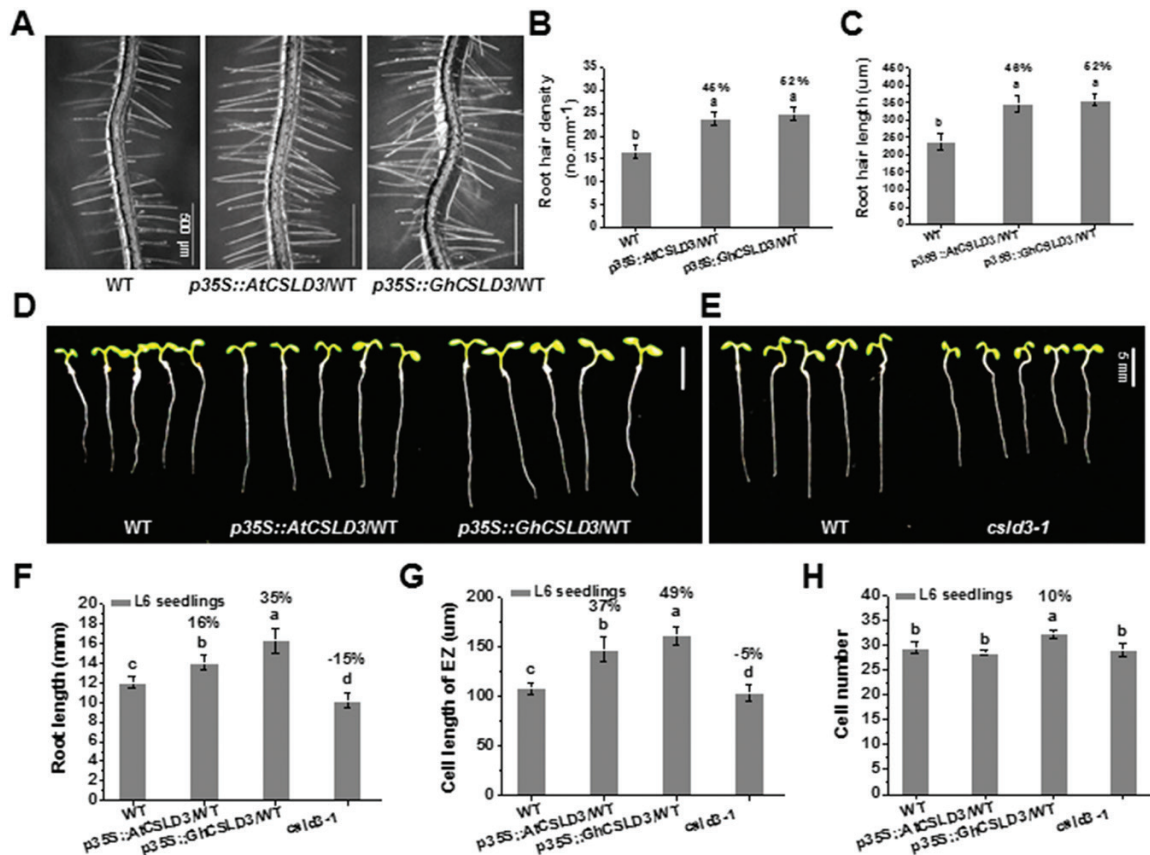 A
500 μm
WT
p35S::AtCSLD3/WT
p35S::GhCSLD3/WT
B
Root hair density
(no.mm-1)
35
30
25
20
15
10
5
0
b
45%
a
52%
a
WT
p35S::AtCSLD3/WT
p35S::GhCSLD3/WT
C
Root hair length (um)
450
400
350
300
250
200
150
100
50
0
b
46%
a
52%
a
WT
p35S::AtCSLD3/WT
p35S::GhCSLD3/WT
D
WT
p35S::AtCSLD3/WT
p35S::GhCSLD3/WT
E
5 mm
WT
csld3-1
F
Root length (mm)
20
18
16
14
12
10
8
6
4
2
0
L6 seedlings
c
16%
b
35%
a
-15%
d
WT
p35S::AtCSLD3/WT
p35S::GhCSLD3/WT
csld3-1
G
Cell length of EZ (um)
200
150
100
50
0
L6 seedlings
c
37%
b
49%
a
-5%
d
WT
p35S::AtCSLD3/WT
p35S::GhCSLD3/WT
csld3-1
H
Cell number
40
35
30
25
20
15
10
5
0
L6 seedlings
b
b
10%
a
b
WT
p35S::AtCSLD3/WT
p35S::GhCSLD3/WT
csld3-1